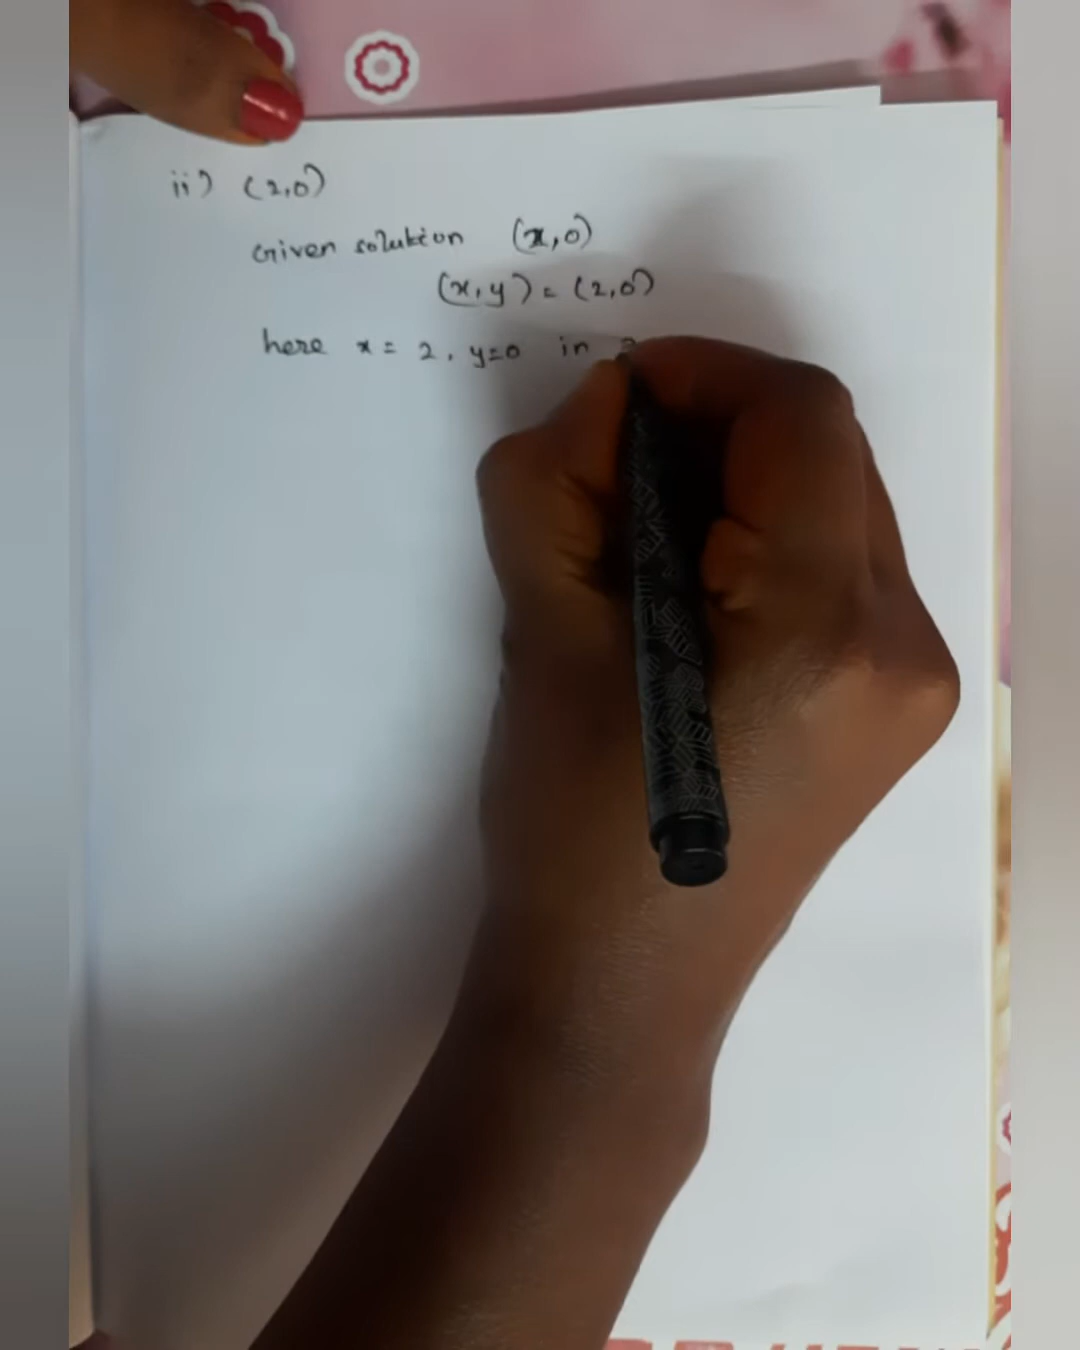 ii) (2,0)
Given solution (x,0)
(x,y) = (2,0)
here x = 2, y=0 in